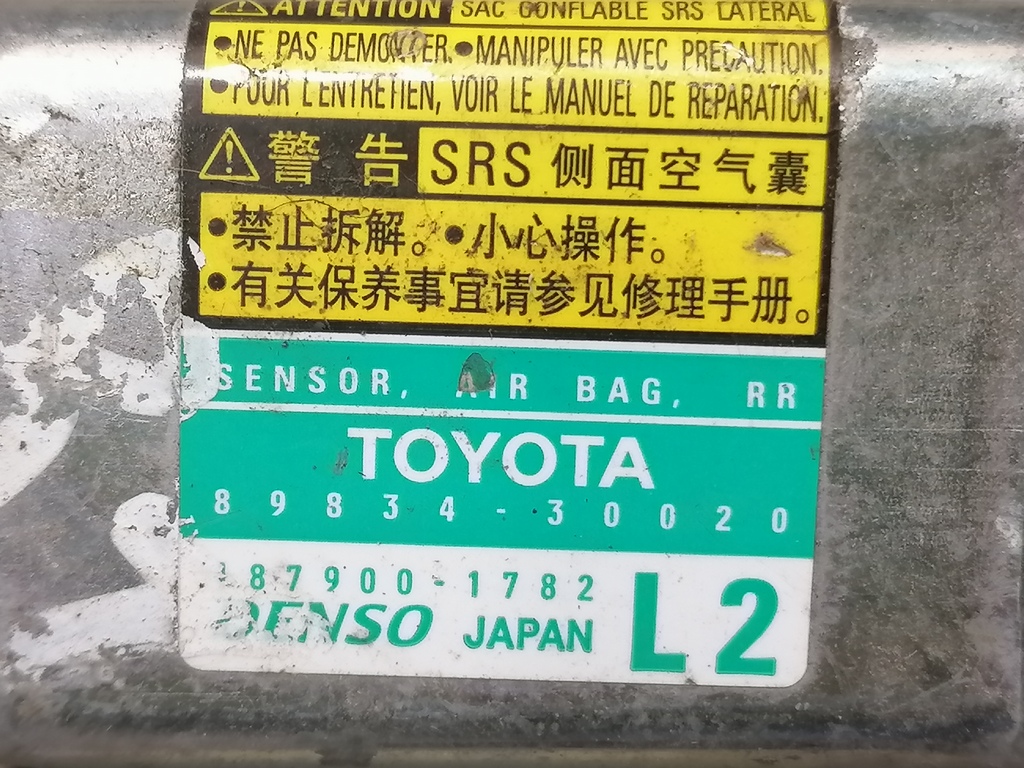 ATTENTION SAC GONFLABLE SRS LATERAL
•NE PAS DEMONTER. •MANIPULER AVEC PRECAUTION.
•POUR L'ENTRETIEN, VOIR LE MANUEL DE REPARATION.
警 告 SRS 侧面空气囊
•禁止拆解。 •小心操作。
•有关保养事宜请参见修理手册。
SENSOR, AIR BAG, RR
TOYOTA
89834-30020
87900-1782
DENSO JAPAN L2